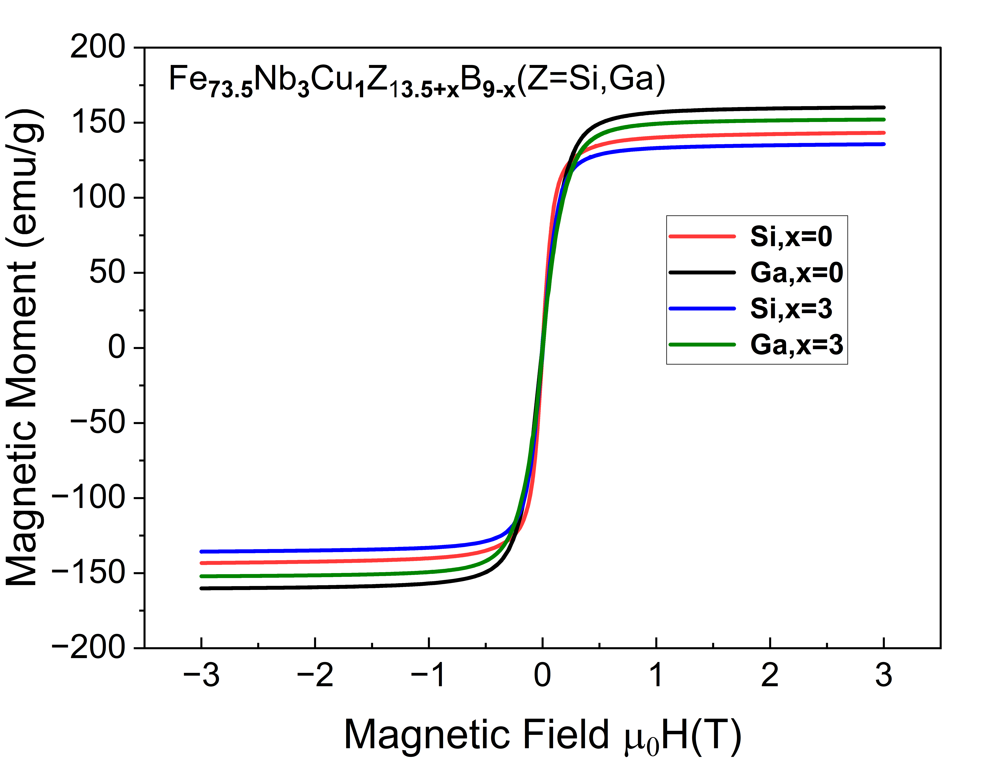 200
Fe73.5Nb3Cu1Z13.5+xB9-x(Z=Si,Ga)
150
100
50
0
−50
−100
−150
−200
Magnetic Moment (emu/g)
Si,x=0
Ga,x=0
Si,x=3
Ga,x=3
−3 −2 −1 0 1 2 3
Magnetic Field μ0H(T)